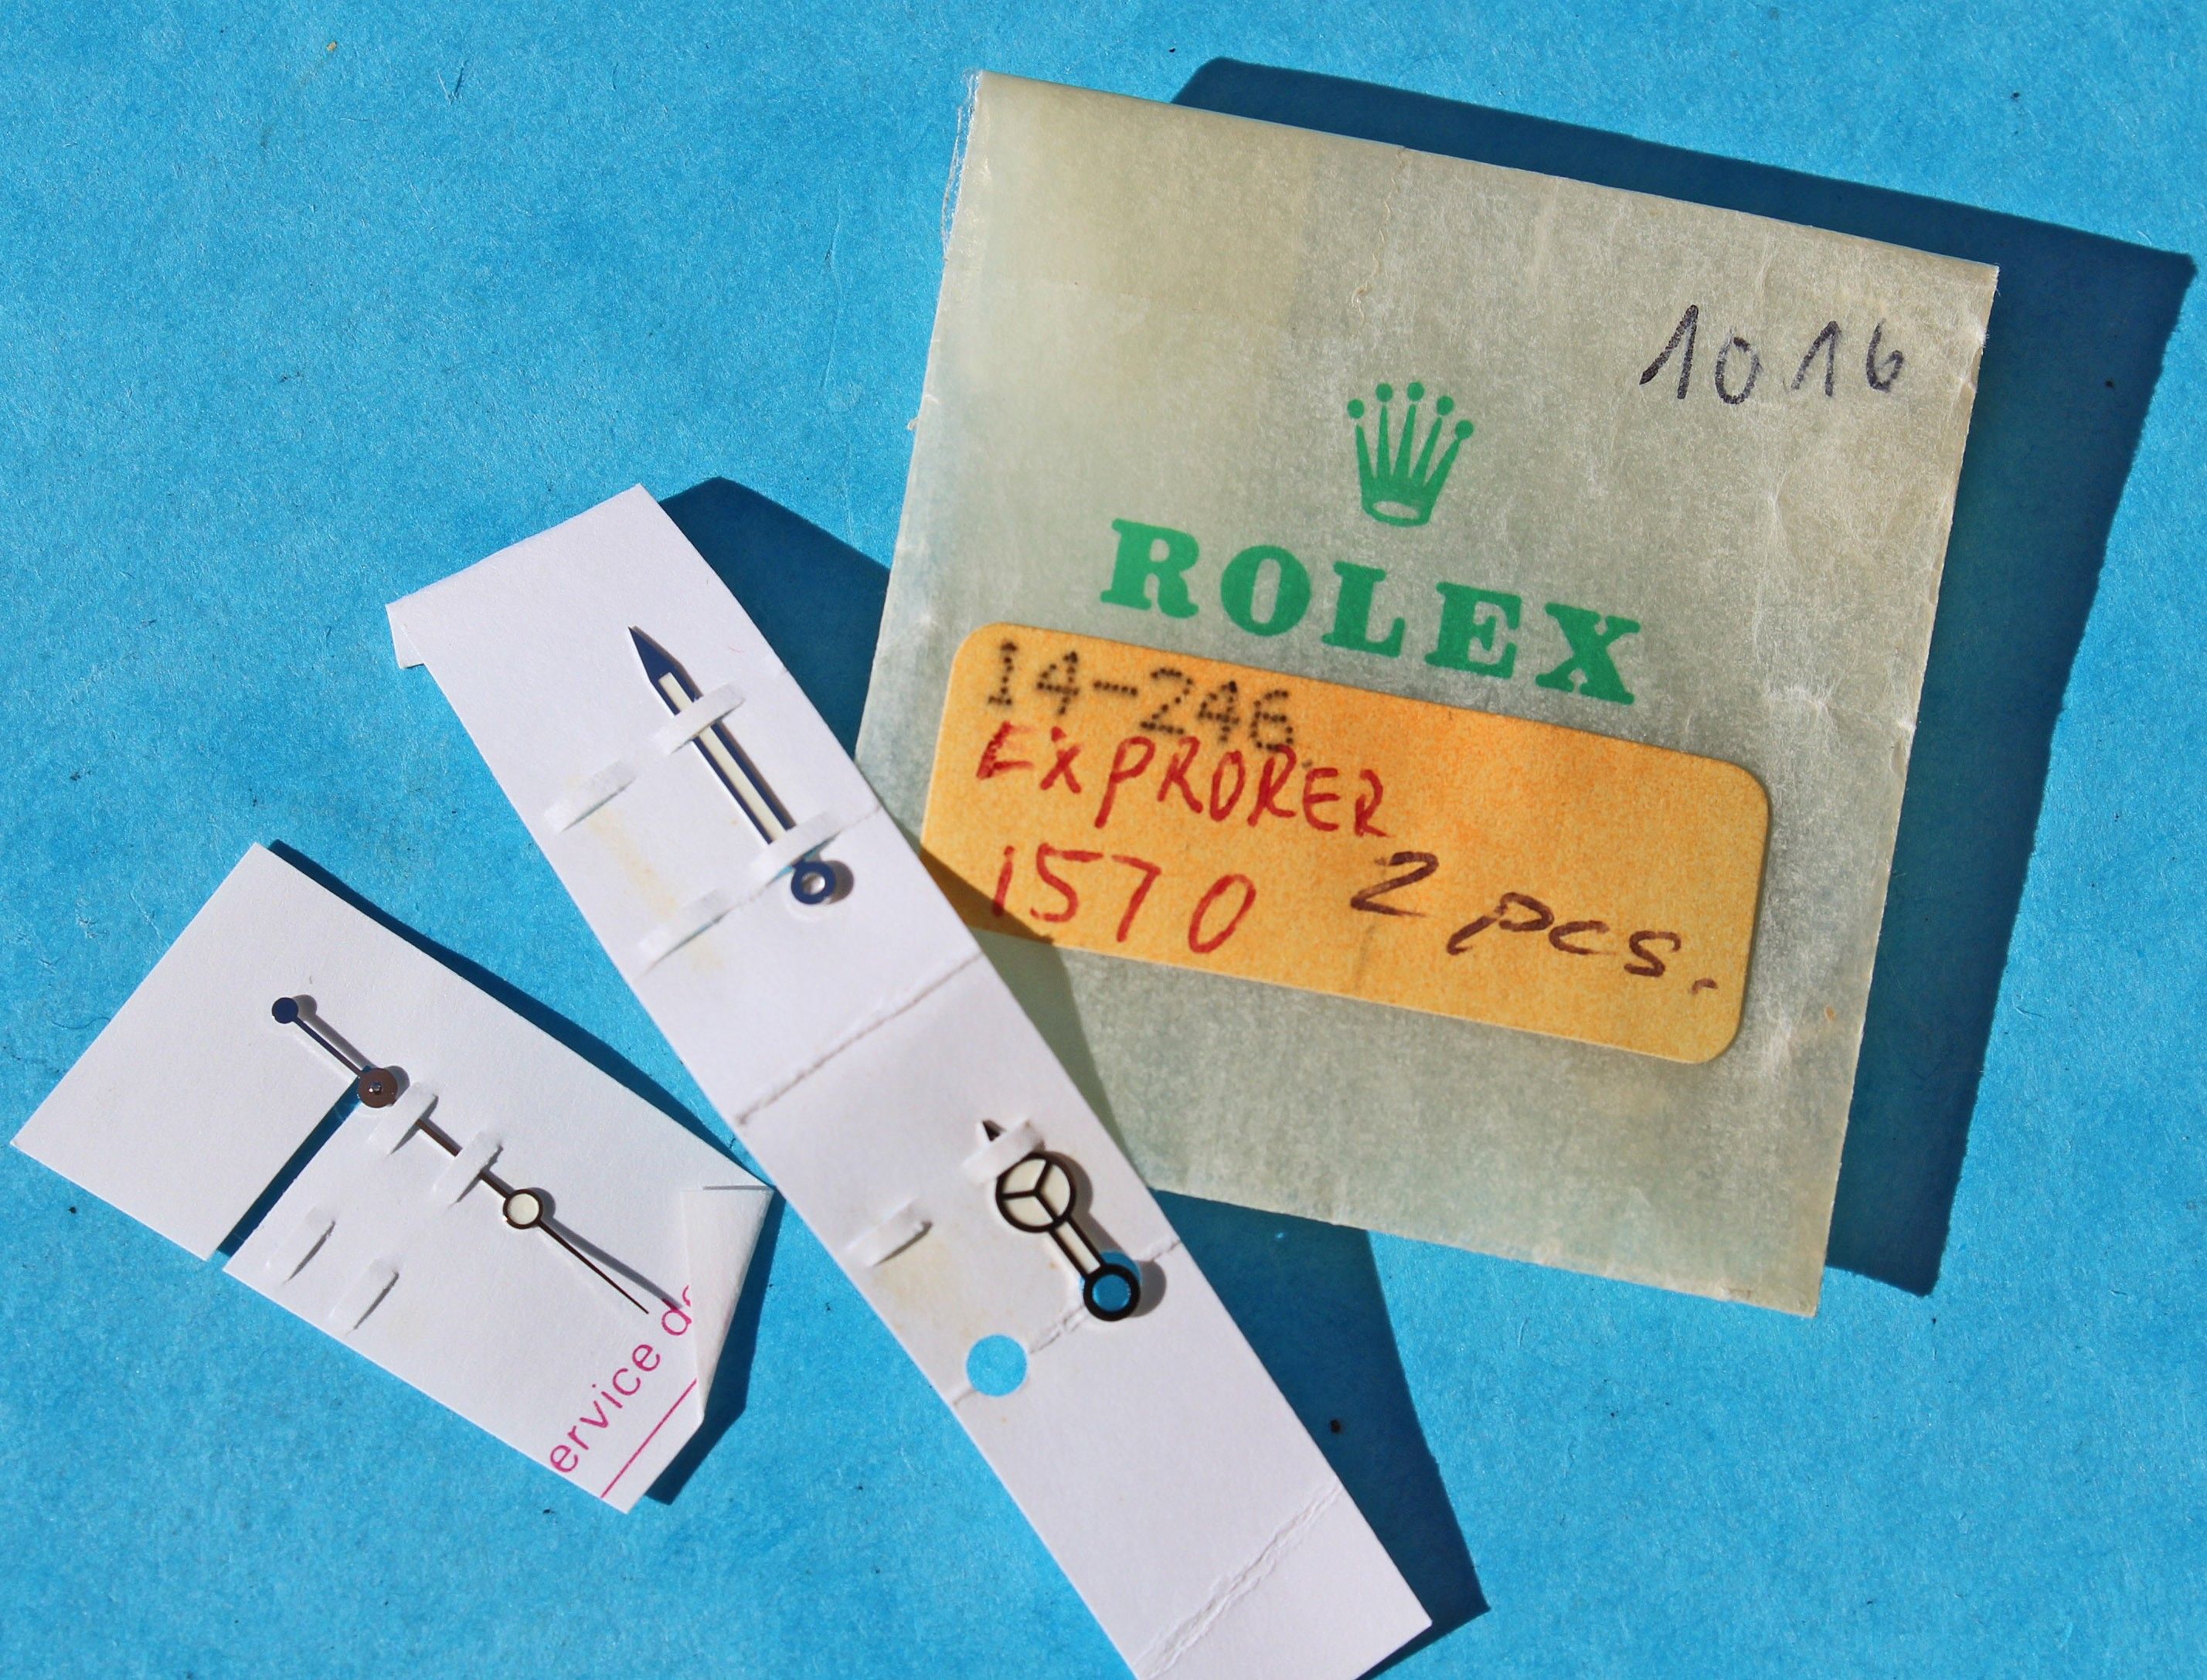 1016
ROLEX
14-246
EXPRORER
1570 2 pcs.
ervice de